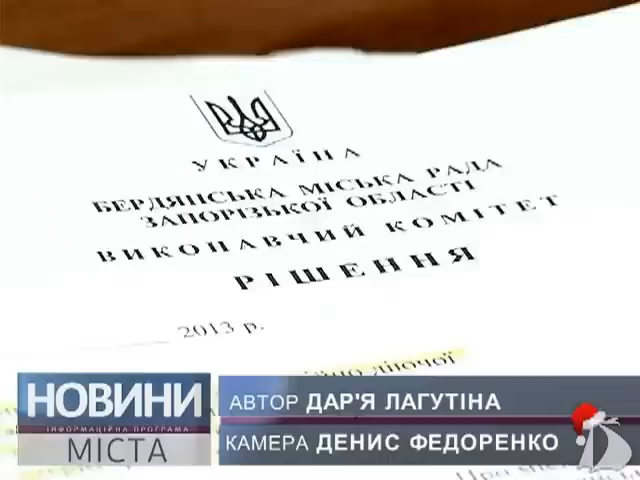 УКРАЇНА
БЕРДЯНСЬКА МІСЬКА РАДА
ЗАПОРІЗЬКОЇ ОБЛАСТІ
ВИКОНАВЧИЙ КОМІТЕТ
РІШЕННЯ
2013 р.
діючої
НОВИНИ
ІНФОРМАЦІЙНА ПРОГРАМА
МІСТА
АВТОР ДАР'Я ЛАГУТІНА
КАМЕРА ДЕНИС ФЕДОРЕНКО